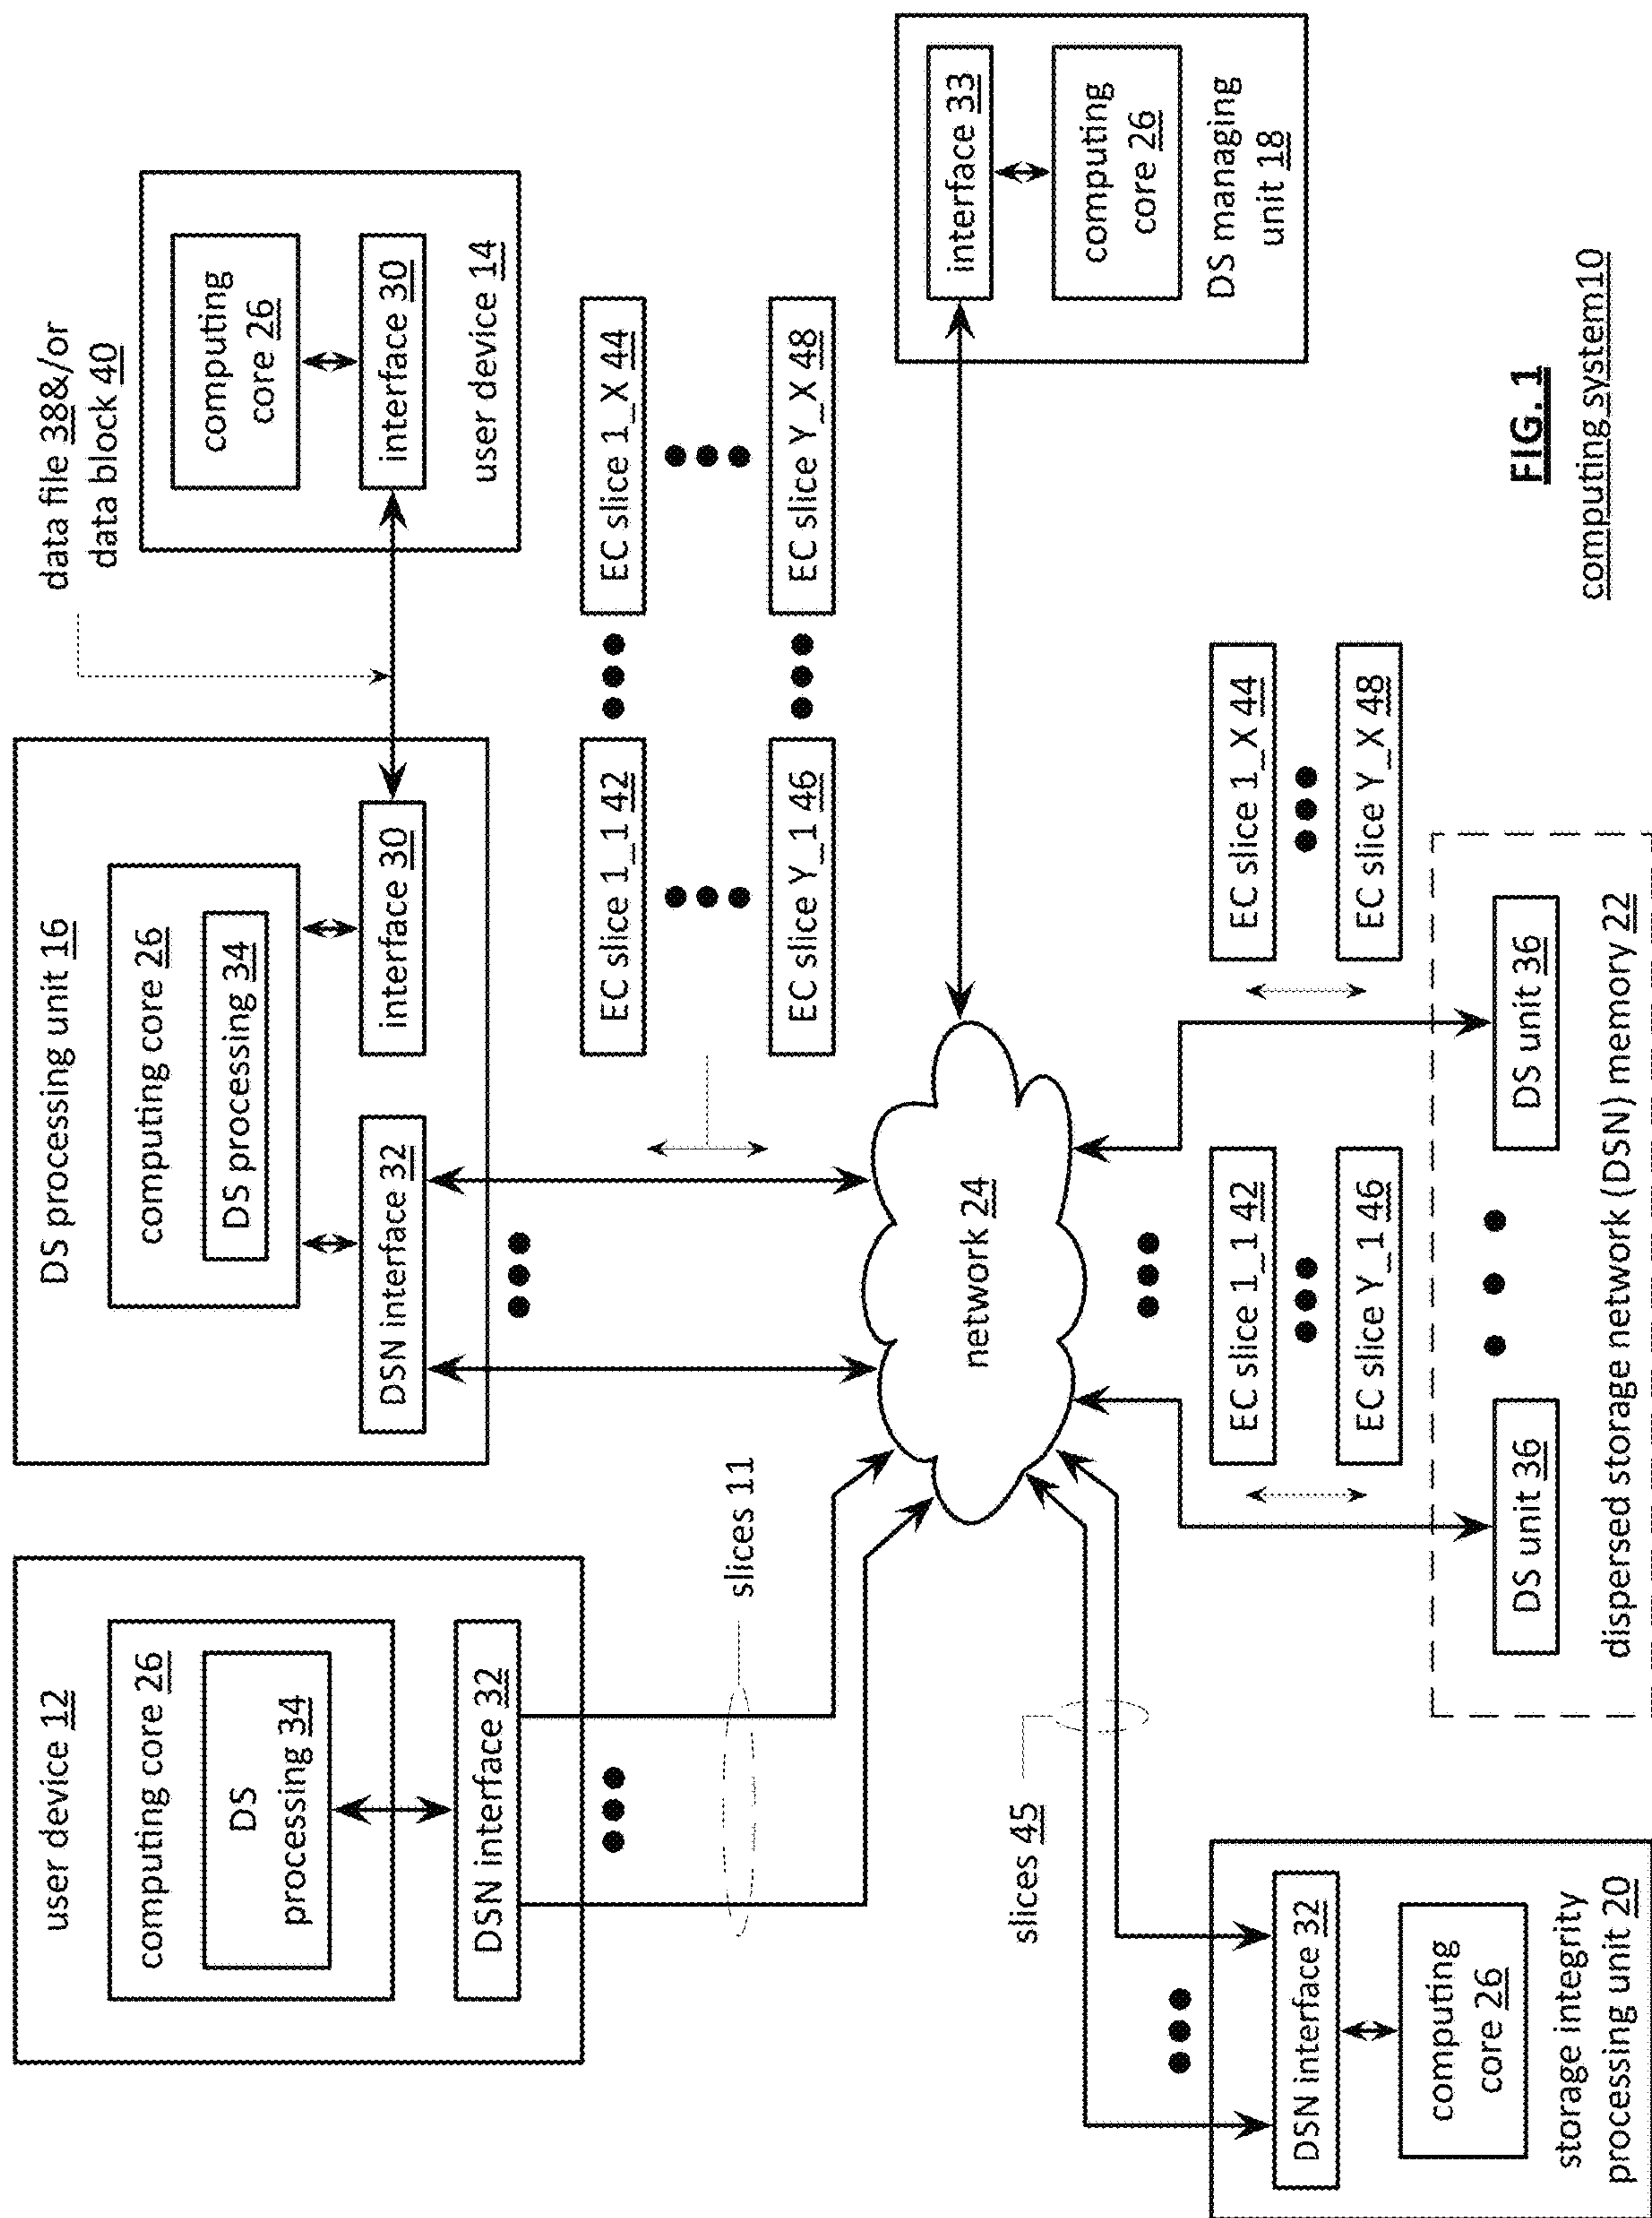 user device 12
computing core 26
DS
processing 34
DSN interface 32
slices 11
DS processing unit 16
computing core 26
DS processing 34
DSN interface 32
interface 30
data file 38&/or
data block 40
computing
core 26
interface 30
user device 14
EC slice 1_1 42
EC slice 1_X 44
EC slice Y_1 46
EC slice Y_X 48
network 24
interface 33
computing
core 26
DS managing
unit 18
slices 45
DSN interface 32
computing
core 26
storage integrity
processing unit 20
EC slice 1_1 42
EC slice Y_1 46
EC slice 1_X 44
EC slice Y_X 48
DS unit 36
DS unit 36
dispersed storage network (DSN) memory 22
FIG. 1
computing system10